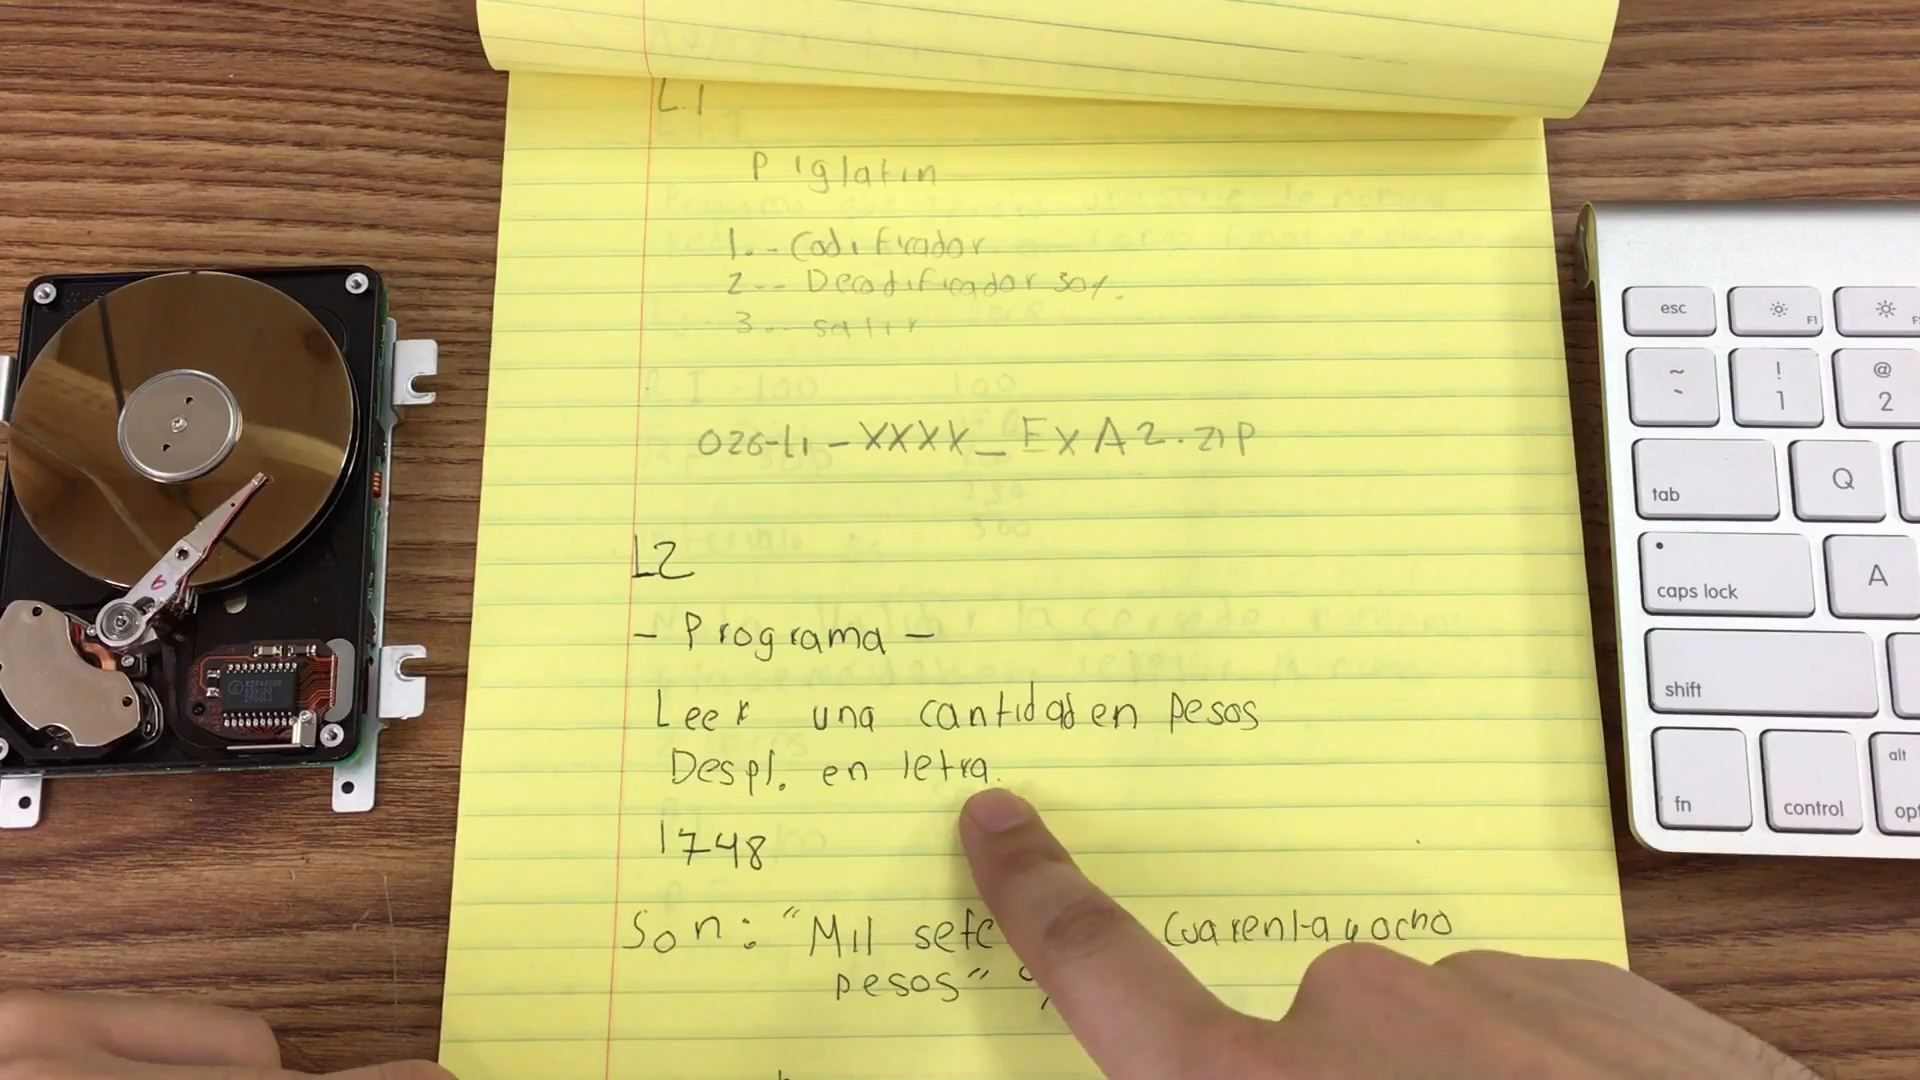 L1
Piglatin
1.- Codificador
2.- Decodificador 30%.
3.- salir
026-L1-XXXX_ExA2.ZIP
L2
- Programa -
Leer una cantidad en pesos
Despl. en letra.
1748
Son: "Mil cuarenta y ocho
pesos"
esc
F1
~ `
! 1
@ 2
tab
Q
caps lock
A
shift
fn
control
alt